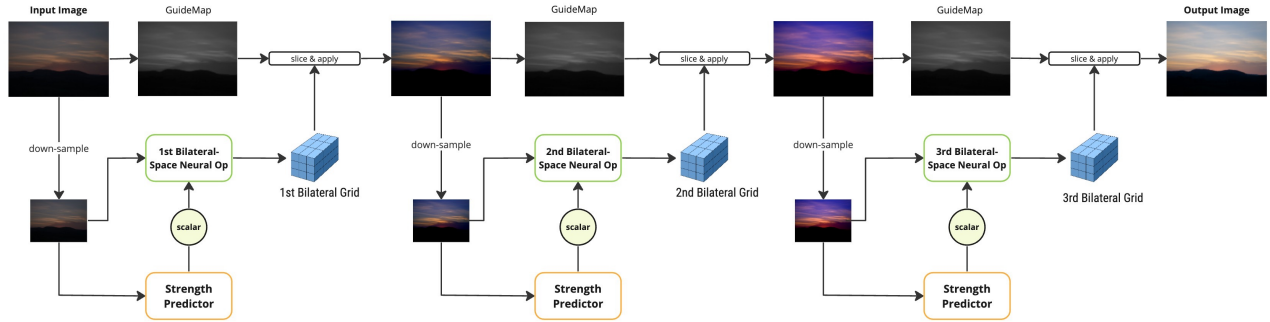 Input Image
GuideMap
GuideMap
GuideMap
Output Image
slice & apply
slice & apply
slice & apply
down-sample
1st Bilateral-
Space Neural Op
1st Bilateral Grid
down-sample
2nd Bilateral-
Space Neural Op
2nd Bilateral Grid
down-sample
3rd Bilateral-
Space Neural Op
3rd Bilateral Grid
scalar
scalar
scalar
Strength
Predictor
Strength
Predictor
Strength
Predictor